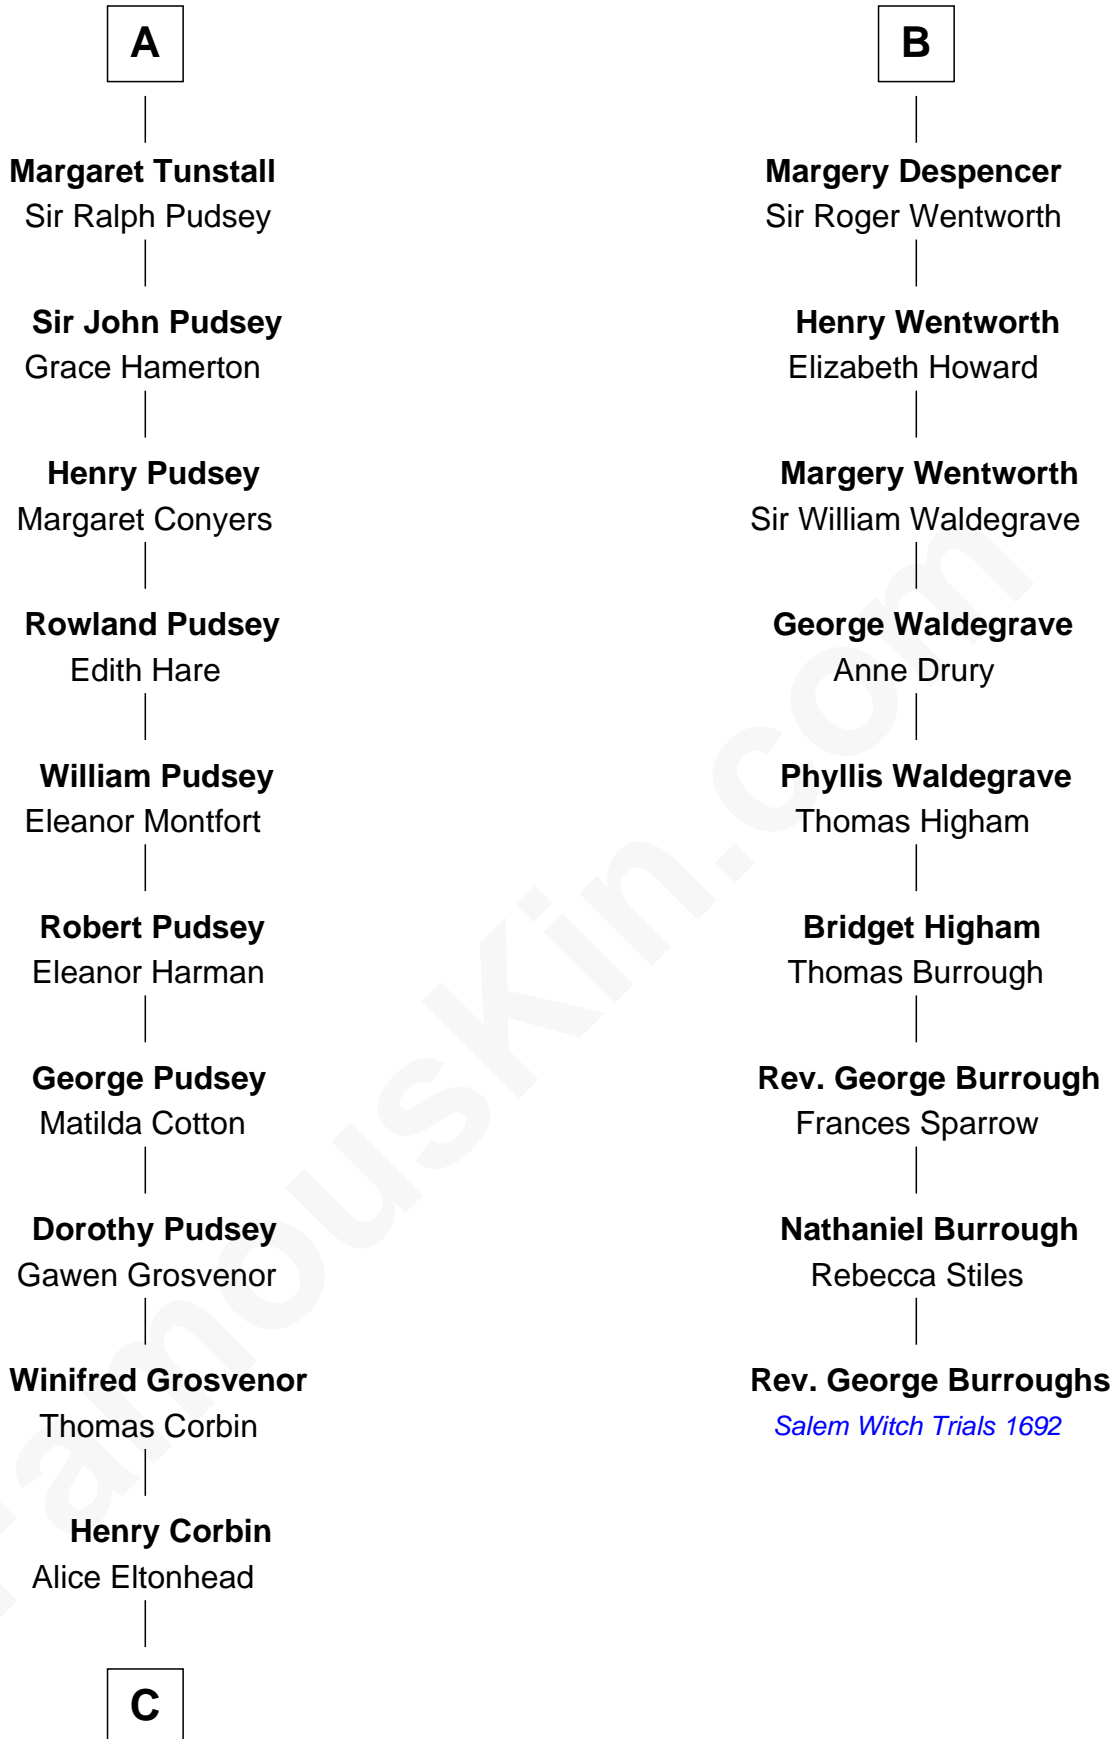 A
Margaret Tunstall
Sir Ralph Pudsey
Sir John Pudsey
Grace Hamerton
Henry Pudsey
Margaret Conyers
Rowland Pudsey
Edith Hare
William Pudsey
Eleanor Montfort
Robert Pudsey
Eleanor Harman
George Pudsey
Matilda Cotton
Dorothy Pudsey
Gawen Grosvenor
Winifred Grosvenor
Thomas Corbin
Henry Corbin
Alice Eltonhead
C
B
Margery Despencer
Sir Roger Wentworth
Henry Wentworth
Elizabeth Howard
Margery Wentworth
Sir William Waldegrave
George Waldegrave
Anne Drury
Phyllis Waldegrave
Thomas Higham
Bridget Higham
Thomas Burrough
Rev. George Burrough
Frances Sparrow
Nathaniel Burrough
Rebecca Stiles
Rev. George Burroughs
Salem Witch Trials 1692
FamousKin.com